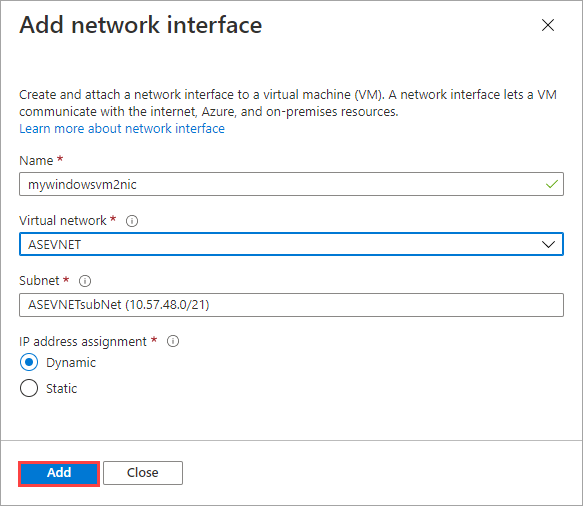 Add network interface
Create and attach a network interface to a virtual machine (VM). A network interface lets a VM
communicate with the internet, Azure, and on-premises resources.
Learn more about network interface
Name *
mywindowsvm2nic
Virtual network *
ASEVNET
Subnet *
ASEVNETsubNet (10.57.48.0/21)
IP address assignment *
Dynamic
Static
Add
Close